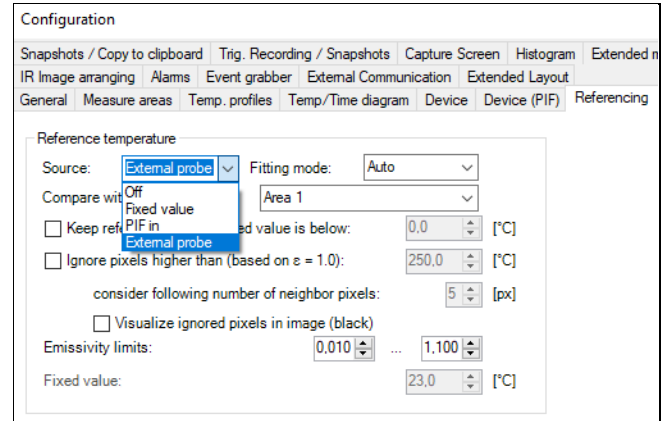 Configuration
Snapshots / Copy to clipboard Trig. Recording / Snapshots Capture Screen Histogram Extended
IR Image arranging Alarms Event grabber External Communication Extended Layout
General Measure areas Temp. profiles Temp/Time diagram Device Device (PIF) Referencing
Reference temperature
Source: External probe Fitting mode: Auto
Off
Fixed value
PIF in
External probe
Compare Area 1
Keep value is below: 0,0 [°C]
Ignore pixels higher than (based on ε = 1.0): 250,0 [°C]
consider following number of neighbor pixels: 5 [px]
Visualize ignored pixels in image (black)
Emissivity limits: 0,010 ... 1,100
Fixed value: 23,0 [°C]